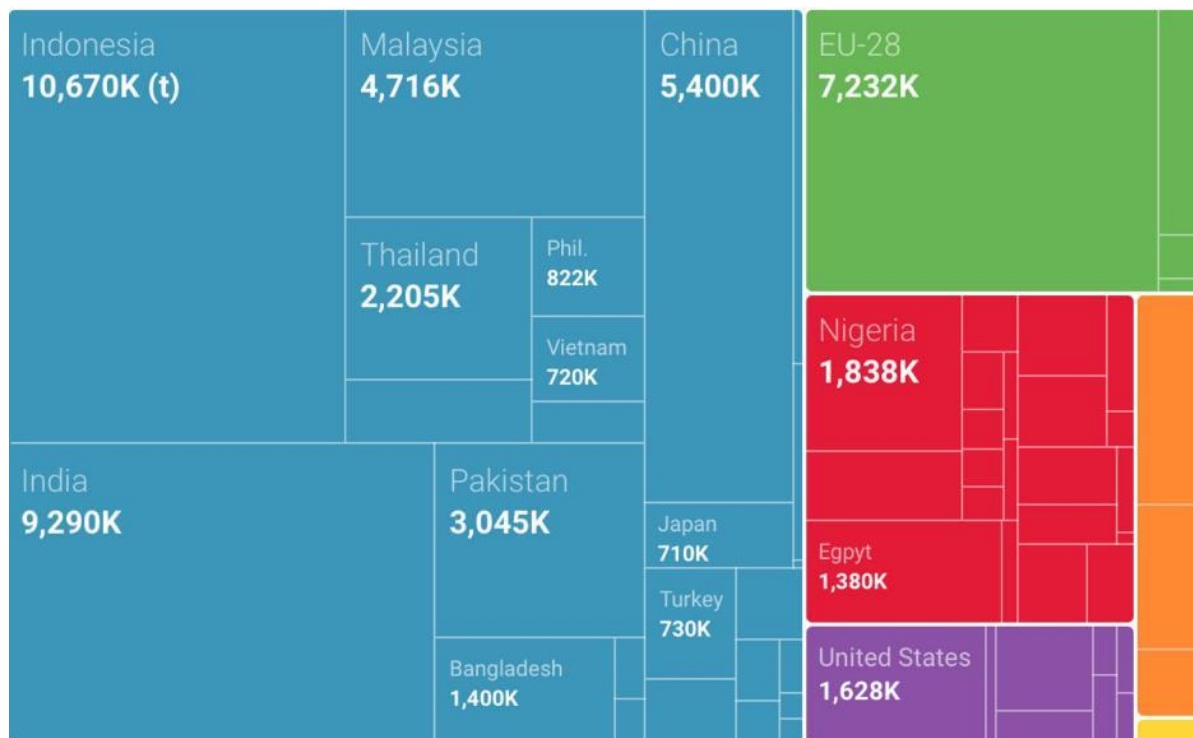 Indonesia
10,670K (t)
Malaysia
4,716K
China
5,400K
EU-28
7,232K
Thailand
2,205K
Phil.
822K
Vietnam
720K
Nigeria
1,838K
India
9,290K
Pakistan
3,045K
Japan
710K
Egpyt
1,380K
Turkey
730K
Bangladesh
1,400K
United States
1,628K